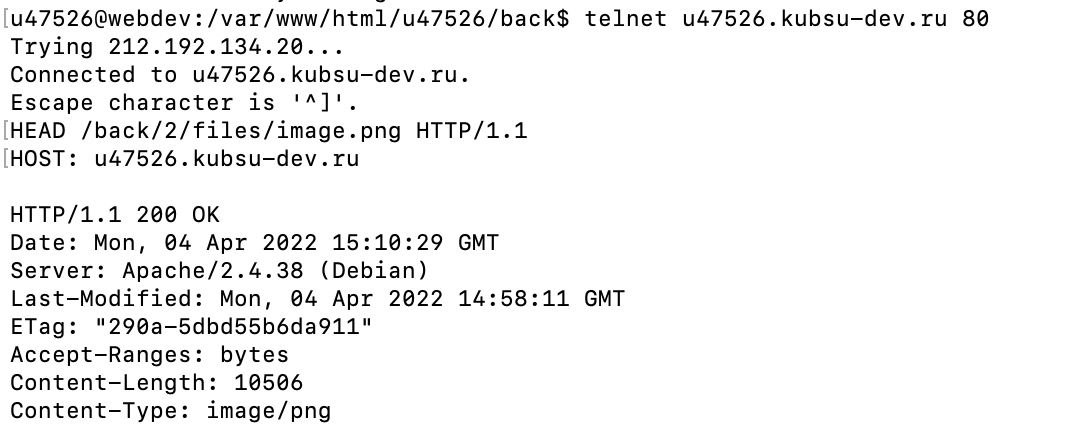 [u47526@webdev:/var/www/html/u47526/back$ telnet u47526.kubsu-dev.ru 80
Trying 212.192.134.20...
Connected to u47526.kubsu-dev.ru.
Escape character is '^]'.
[HEAD /back/2/files/image.png HTTP/1.1
[HOST: u47526.kubsu-dev.ru

HTTP/1.1 200 OK
Date: Mon, 04 Apr 2022 15:10:29 GMT
Server: Apache/2.4.38 (Debian)
Last-Modified: Mon, 04 Apr 2022 14:58:11 GMT
ETag: "290a-5dbd55b6da911"
Accept-Ranges: bytes
Content-Length: 10506
Content-Type: image/png